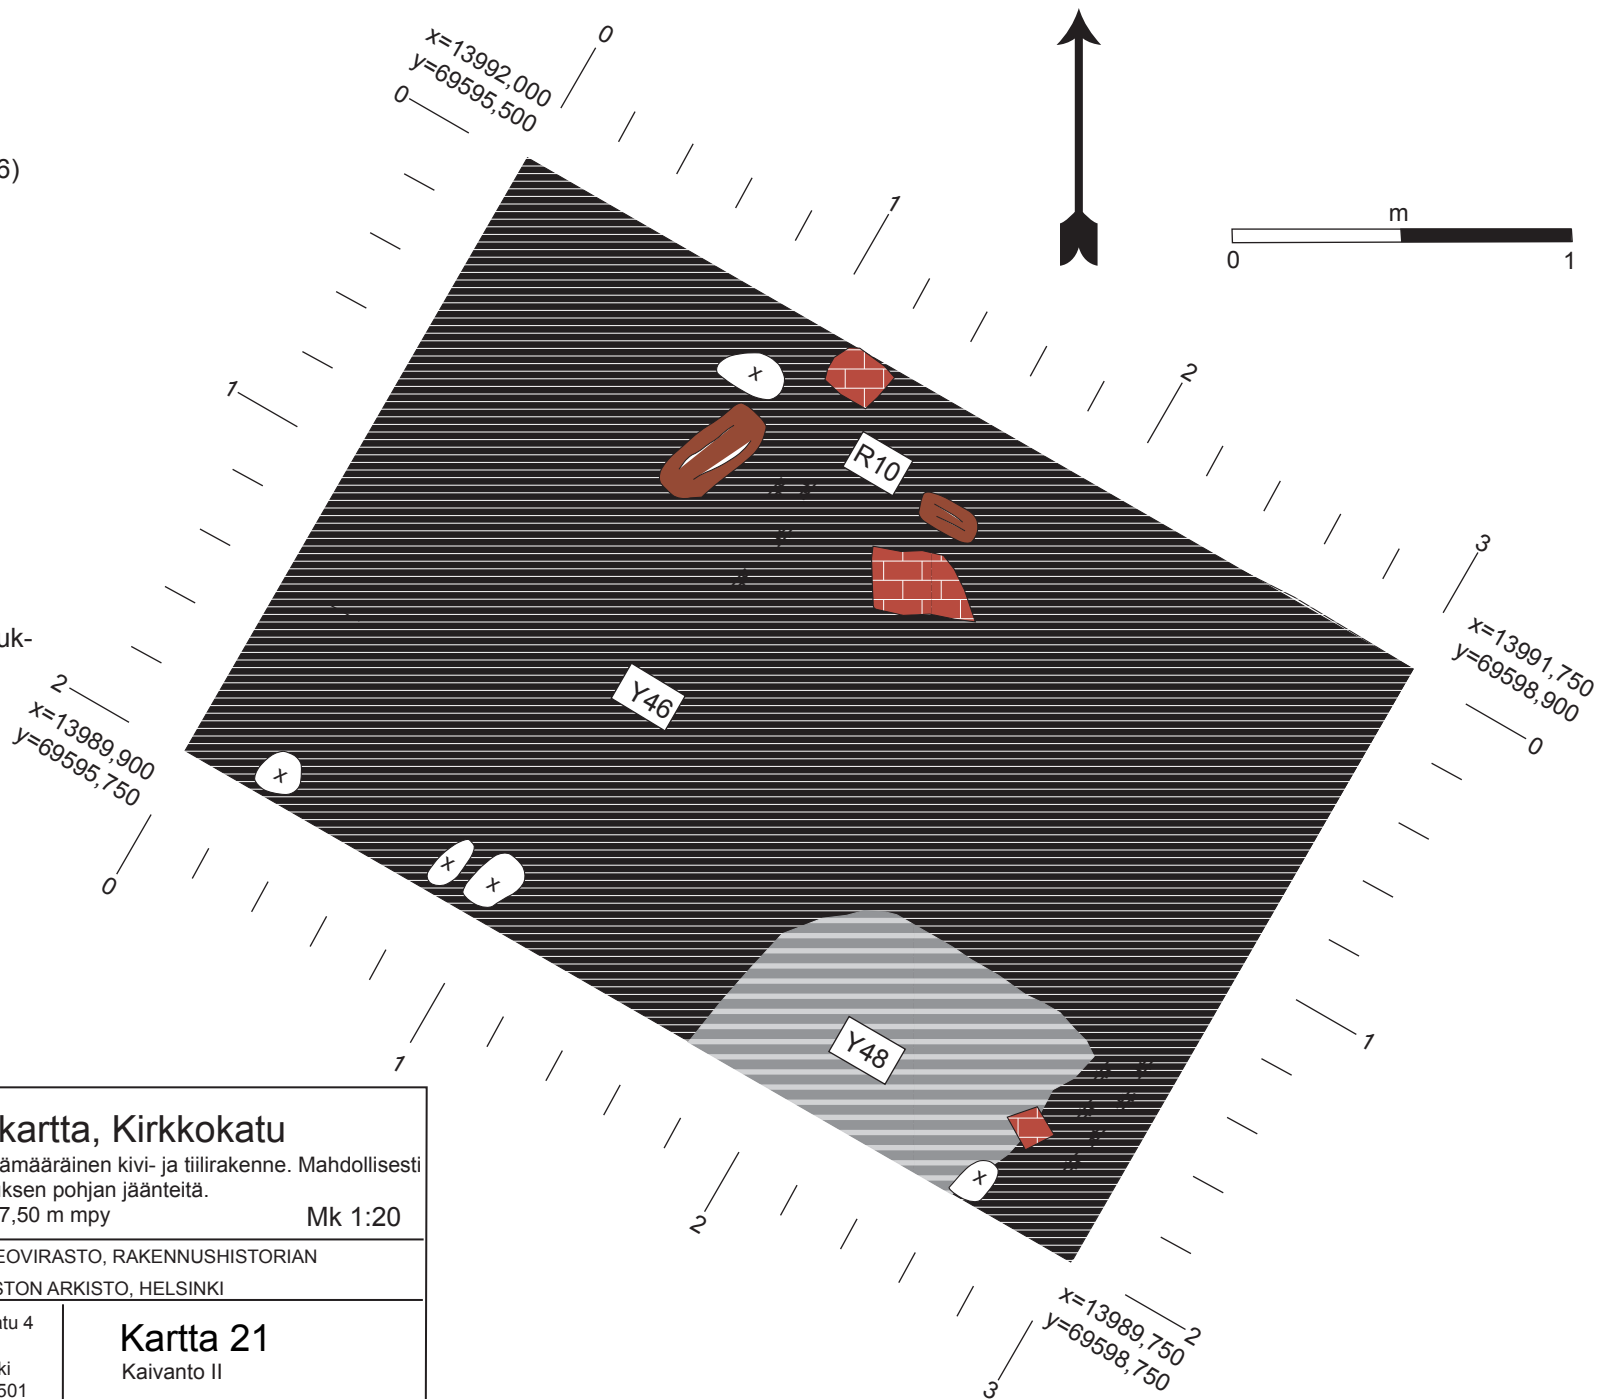 x=13992,000
y=69595,500
0
0
6)
1
m
0
1
2
x
1
R10
3
uk-
x=13991,750
y=69598,900
2
Y46
x=13989,900
y=69595,750
0
x
x
x
0
1
Y48
1
x
2
x=13989,750
y=69598,750
2
3
kartta, Kirkkokatu
ämääräinen kivi- ja tiilirakenne. Mahdollisesti
uksen pohjan jäänteitä.
7,50 m mpy
Mk 1:20
EOVIRASTO, RAKENNUSHISTORIAN
STON ARKISTO, HELSINKI
atu 4
ki
501
Kartta 21
Kaivanto II